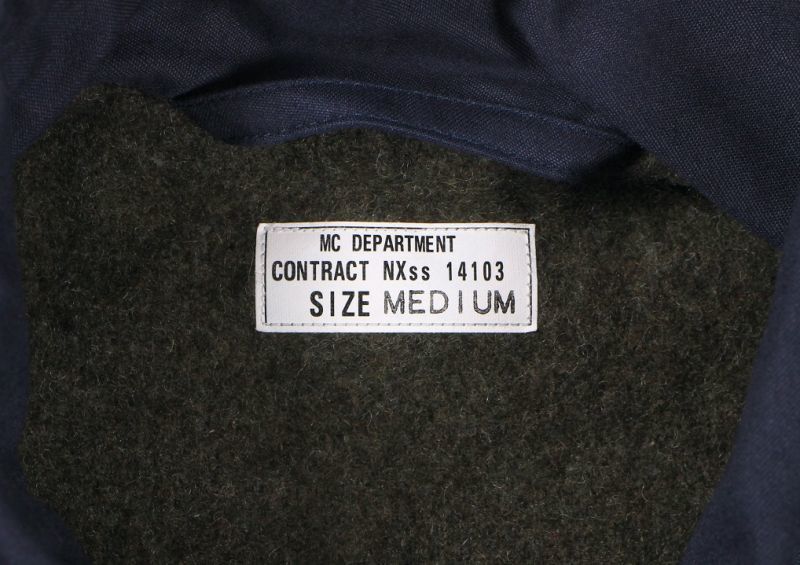 MC DEPARTMENT
CONTRACT NXss 14103
SIZE MEDIUM